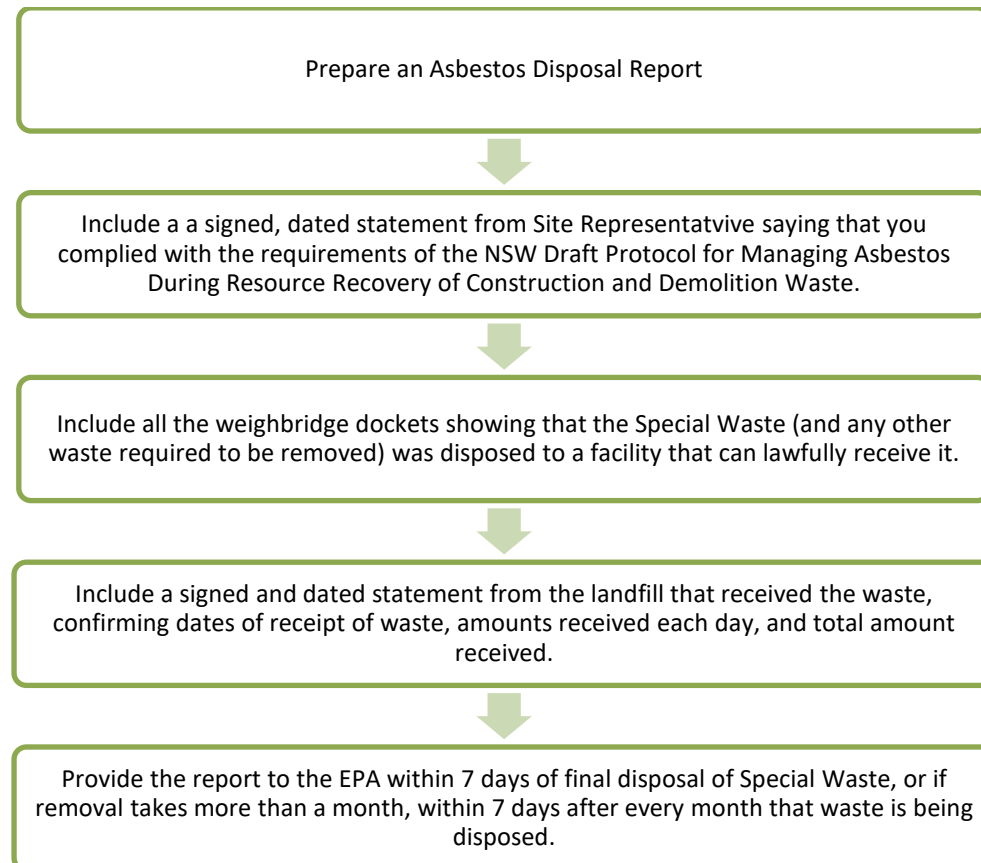 Prepare an Asbestos Disposal Report
Include a a signed, dated statement from Site Representatvive saying that you
complied with the requirements of the NSW Draft Protocol for Managing Asbestos
During Resource Recovery of Construction and Demolition Waste.
Include all the weighbridge dockets showing that the Special Waste (and any other
waste required to be removed) was disposed to a facility that can lawfully receive it.
Include a signed and dated statement from the landfill that received the waste,
confirming dates of receipt of waste, amounts received each day, and total amount
received.
Provide the report to the EPA within 7 days of final disposal of Special Waste, or if
removal takes more than a month, within 7 days after every month that waste is being
disposed.